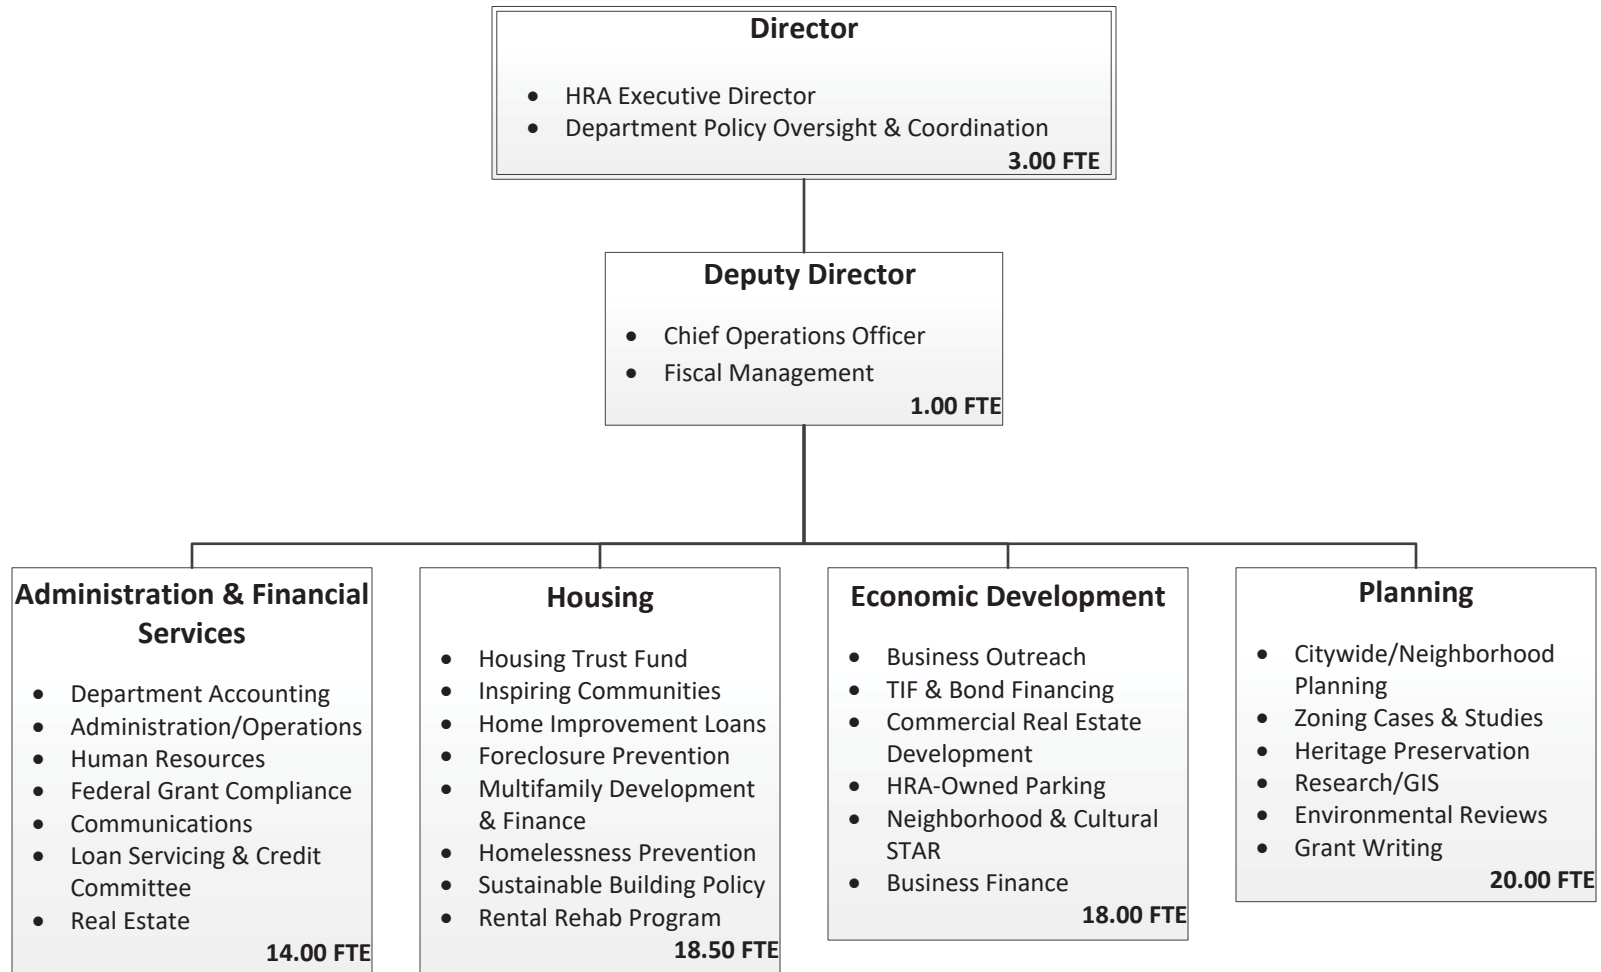 Director
• HRA Executive Director
• Department Policy Oversight & Coordination
3.00 FTE
Deputy Director
• Chief Operations Officer
• Fiscal Management
1.00 FTE
Administration & Financial
Services
• Department Accounting
• Administration/Operations
• Human Resources
• Federal Grant Compliance
• Communications
• Loan Servicing & Credit
Committee
• Real Estate
14.00 FTE
Housing
• Housing Trust Fund
• Inspiring Communities
• Home Improvement Loans
• Foreclosure Prevention
• Multifamily Development
& Finance
• Homelessness Prevention
• Sustainable Building Policy
• Rental Rehab Program
18.50 FTE
Economic Development
• Business Outreach
• TIF & Bond Financing
• Commercial Real Estate
Development
• HRA-Owned Parking
• Neighborhood & Cultural
STAR
• Business Finance
18.00 FTE
Planning
• Citywide/Neighborhood
Planning
• Zoning Cases & Studies
• Heritage Preservation
• Research/GIS
• Environmental Reviews
• Grant Writing
20.00 FTE